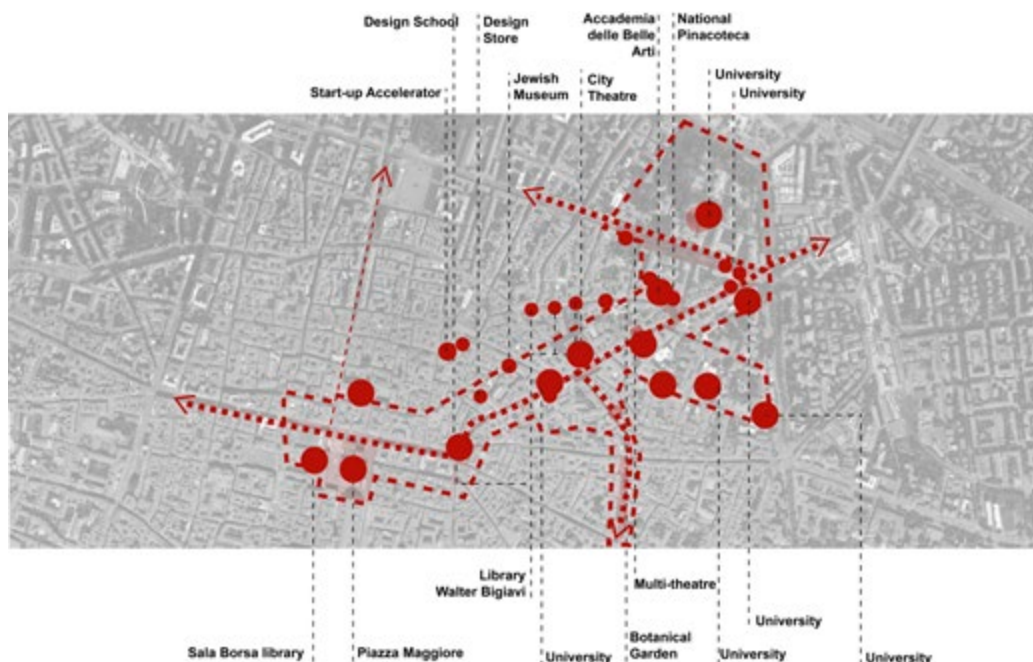 Design School
Design
Store
Accademia
delle Belle
Arti
National
Pinacoteca
University
University
Start-up Accelerator
Jewish
Museum
City
Theatre
Library
Walter Bigiavi
Multi-theatre
University
Sala Borsa library
Piazza Maggiore
University
Botanical
Garden
University
University